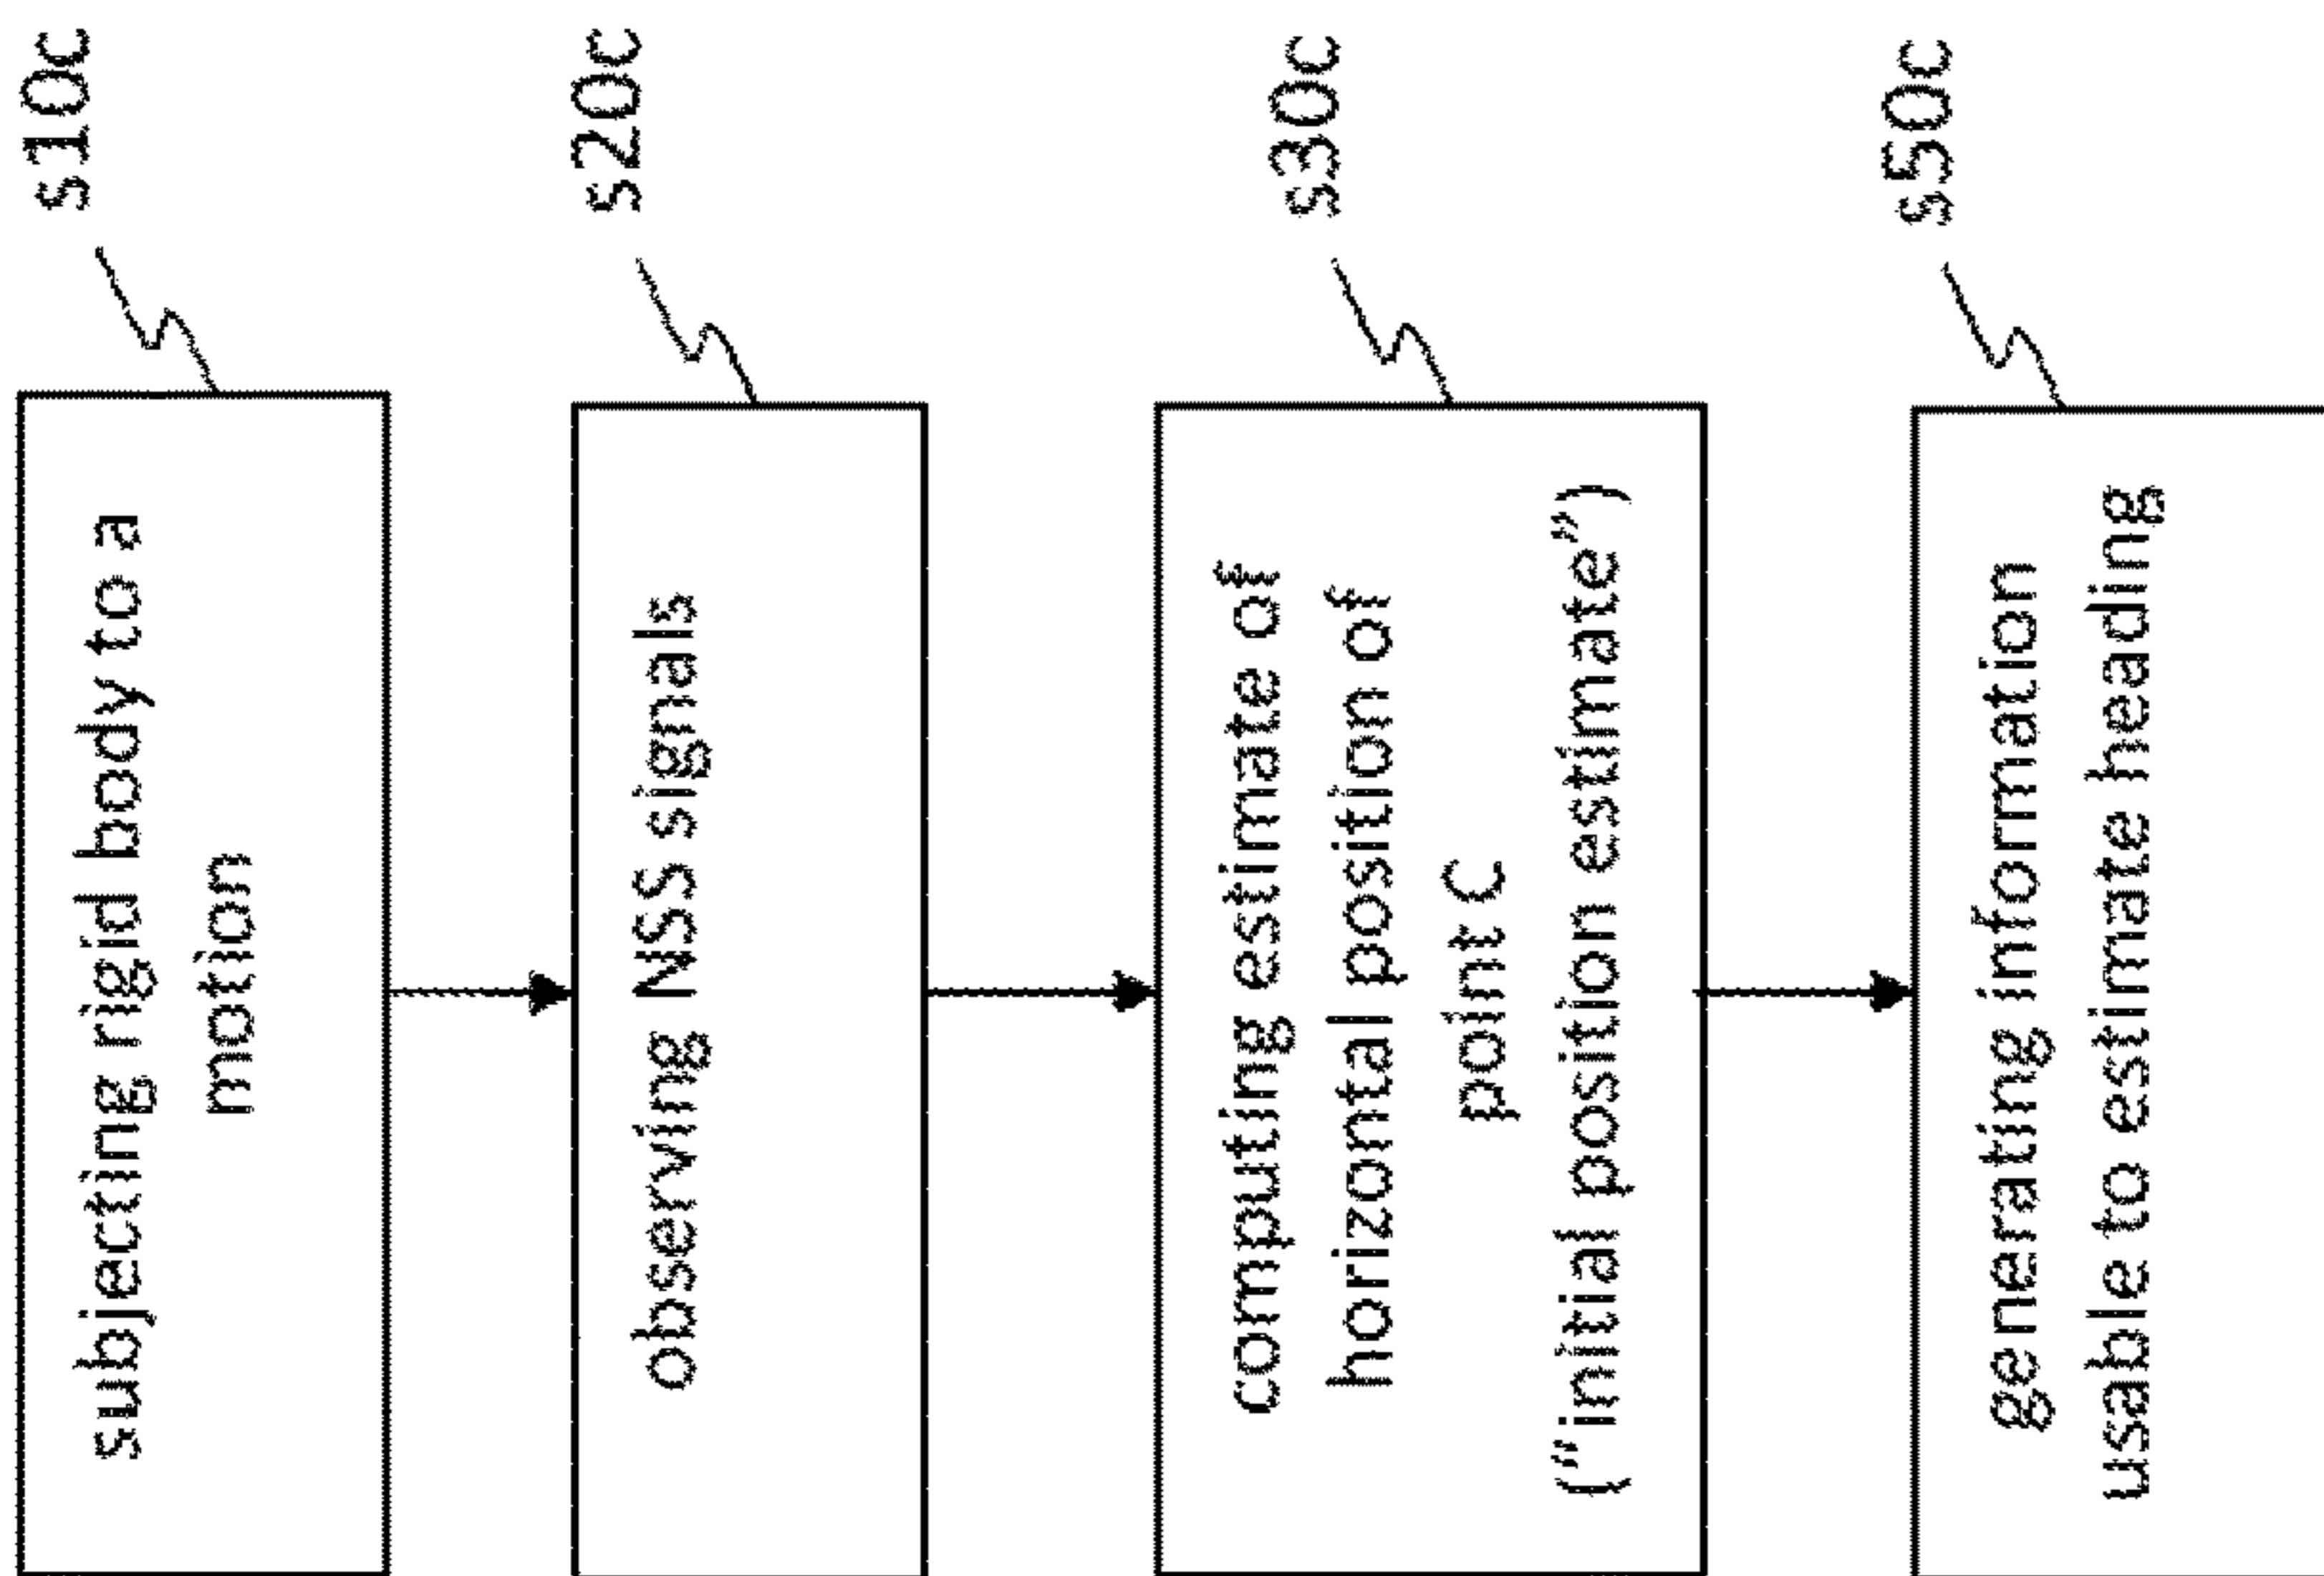 subjecting rigid body to a
motion
s10c
observing NSS signals
s20c
computing estimate of
horizontal position of
point C
("initial position estimate")
s30c
generating information
usable to estimate heading
s50c